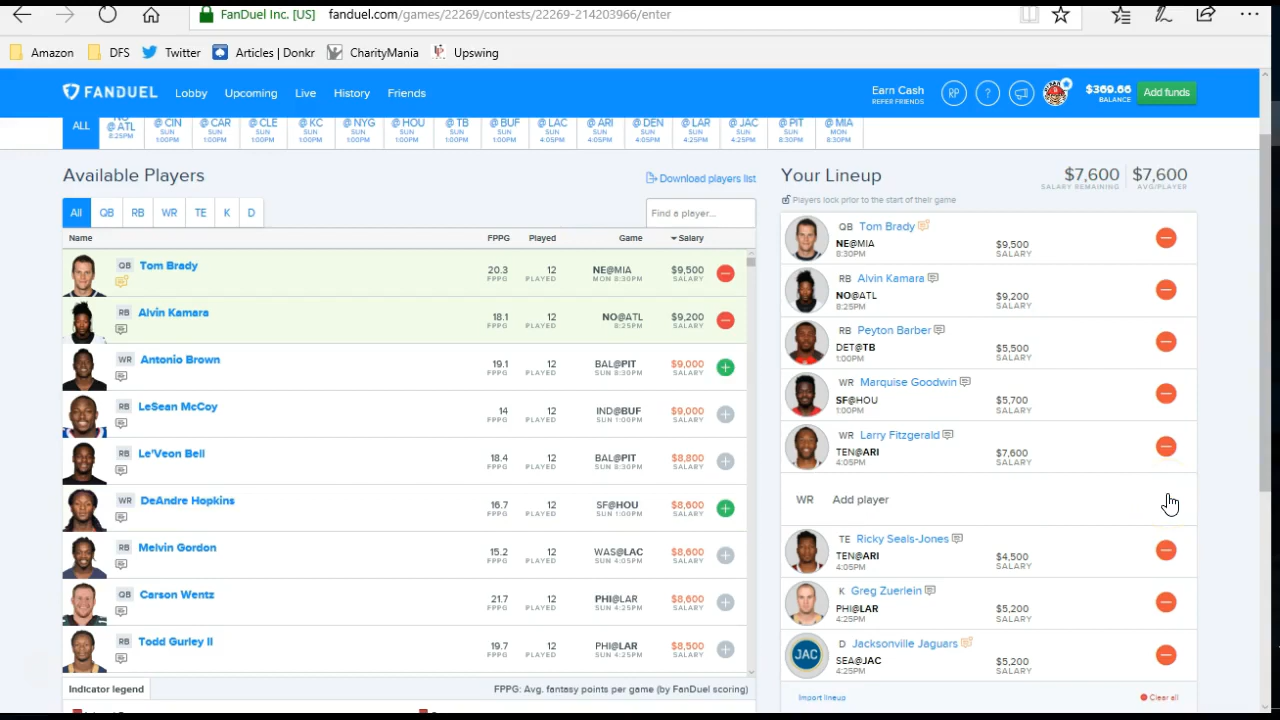 FanDuel Inc. [US] fanduel.com/games/22269/contests/22269-214203966/enter
Amazon DFS Twitter Articles | Donkr CharityMania Upswing
FANDUEL Lobby Upcoming Live History Friends Earn Cash REFER FRIENDS RP ? $369.66 BALANCE Add funds
ALL
@ ATL 8:25PM
@ CIN SUN 1:00PM
@ CAR SUN 1:00PM
@ CLE SUN 1:00PM
@ KC SUN 1:00PM
@ NYG SUN 1:00PM
@ HOU SUN 1:00PM
@ TB SUN 1:00PM
@ BUF SUN 1:00PM
@ LAC SUN 4:05PM
@ ARI SUN 4:05PM
@ DEN SUN 4:05PM
@ LAR SUN 4:25PM
@ JAC SUN 4:25PM
@ PIT SUN 8:30PM
@ MIA MON 8:30PM
Available Players
Download players list
All QB RB WR TE K D
Find a player...
Name FPPG Played Game Salary
QB Tom Brady 20.3 FPPG 12 PLAYED NE@MIA MON 8:30PM $9,500 SALARY
RB Alvin Kamara 18.1 FPPG 12 PLAYED NO@ATL 8:25PM $9,200 SALARY
WR Antonio Brown 19.1 FPPG 12 PLAYED BAL@PIT SUN 8:30PM $9,000 SALARY
RB LeSean McCoy 14 FPPG 12 PLAYED IND@BUF SUN 1:00PM $9,000 SALARY
RB Le'Veon Bell 18.4 FPPG 12 PLAYED BAL@PIT SUN 8:30PM $8,800 SALARY
WR DeAndre Hopkins 16.7 FPPG 12 PLAYED SF@HOU SUN 1:00PM $8,600 SALARY
RB Melvin Gordon 15.2 FPPG 12 PLAYED WAS@LAC SUN 4:05PM $8,600 SALARY
QB Carson Wentz 21.7 FPPG 12 PLAYED PHI@LAR SUN 4:25PM $8,600 SALARY
RB Todd Gurley II 19.7 FPPG 12 PLAYED PHI@LAR SUN 4:25PM $8,500 SALARY
Indicator legend
FPPG: Avg. fantasy points per game (by FanDuel scoring)
Your Lineup
$7,600 SALARY REMAINING
$7,600 AVG/PLAYER
Players lock prior to the start of their game
QB Tom Brady
NE@MIA $9,500
8:30PM SALARY
RB Alvin Kamara
NO@ATL $9,200
8:25PM SALARY
RB Peyton Barber
DET@TB $5,500
1:00PM SALARY
WR Marquise Goodwin
SF@HOU $5,700
1:00PM SALARY
WR Larry Fitzgerald
TEN@ARI $7,600
4:05PM SALARY
WR Add player
TE Ricky Seals-Jones
TEN@ARI $4,500
4:05PM SALARY
K Greg Zuerlein
PHI@LAR $5,200
4:25PM SALARY
D Jacksonville Jaguars
JAC SEA@JAC $5,200
4:25PM SALARY
Import lineup
Clear all